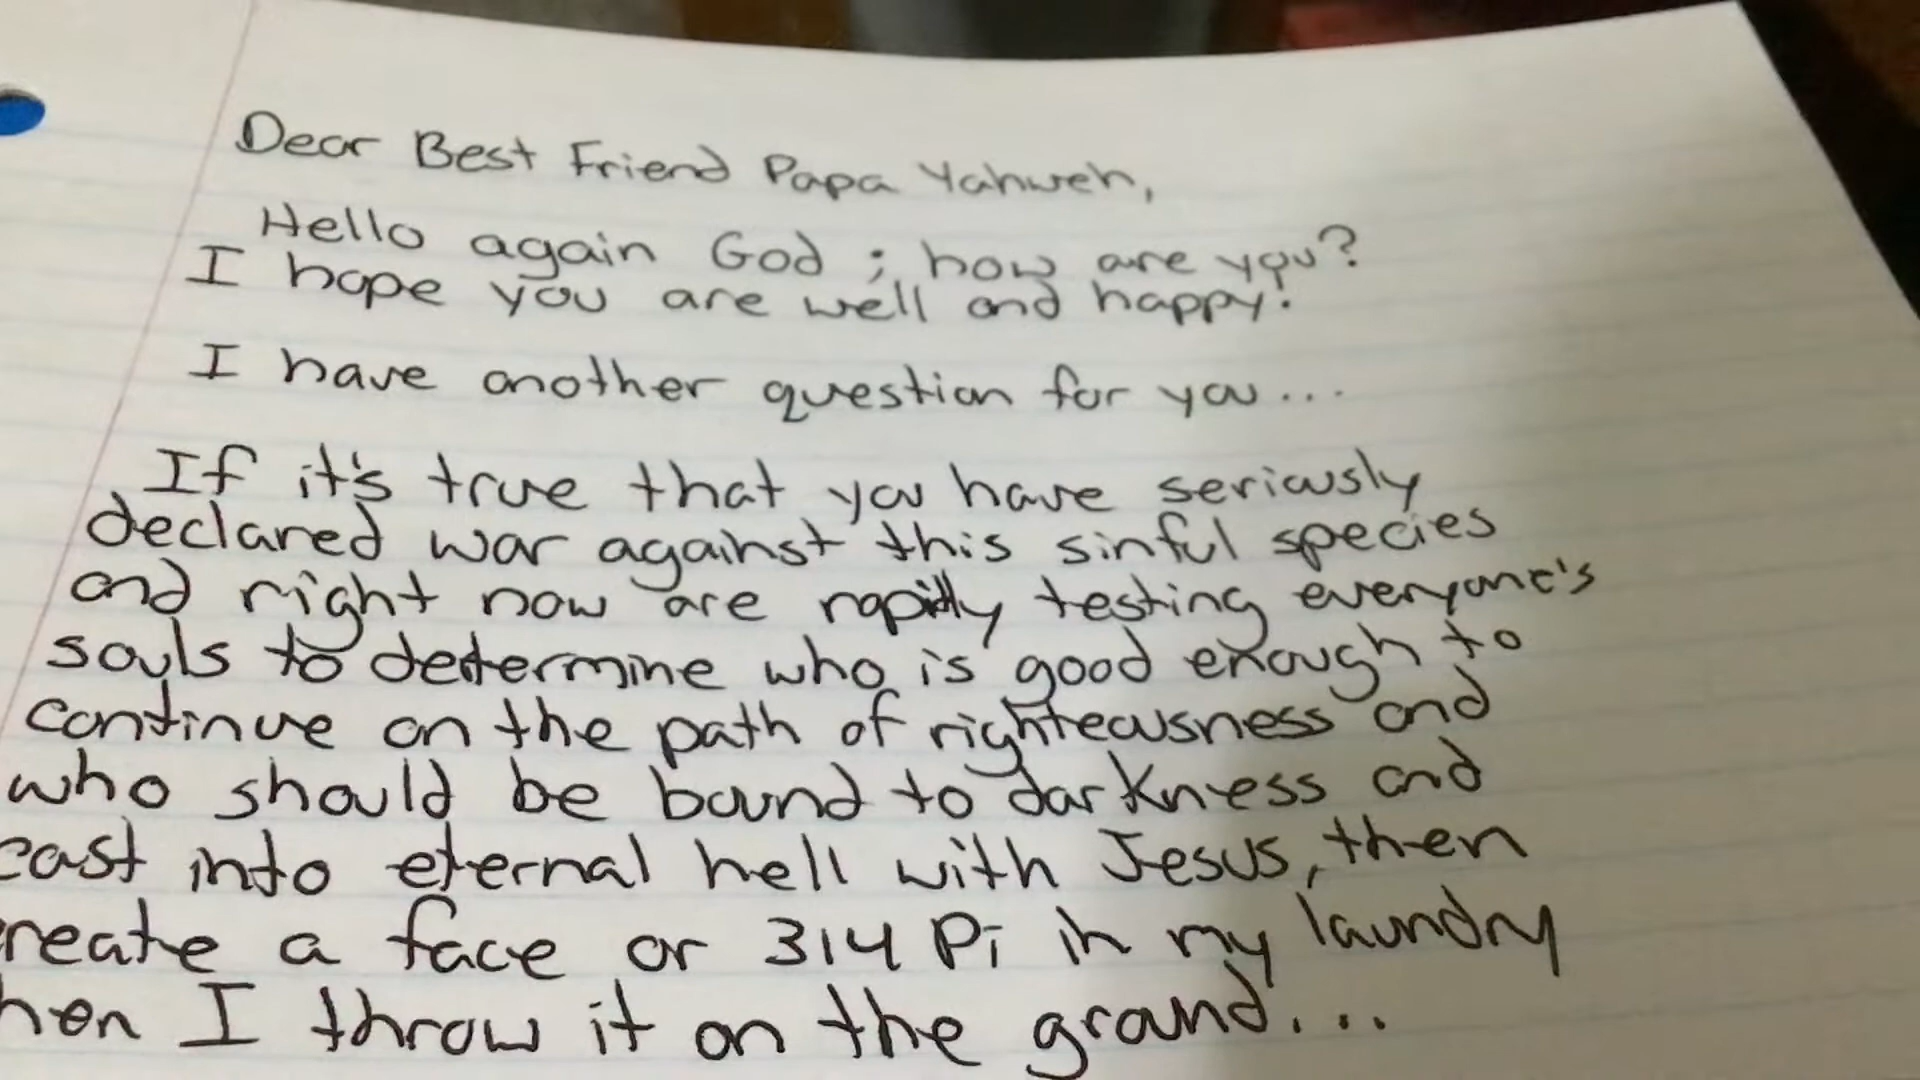 Dear Best Friend Papa Yahweh,
Hello again God ; how are you?
I hope you are well and happy!
I have another question for you...
If it's true that you have seriously
declared war against this sinful species
and right now are rapidly testing everyone's
souls to determine who is good enough to
continue on the path of righteousness and
who should be bound to darkness and
cast into eternal hell with Jesus, then
reate a face or 314 Pi in my laundry
hen I throw it on the ground...